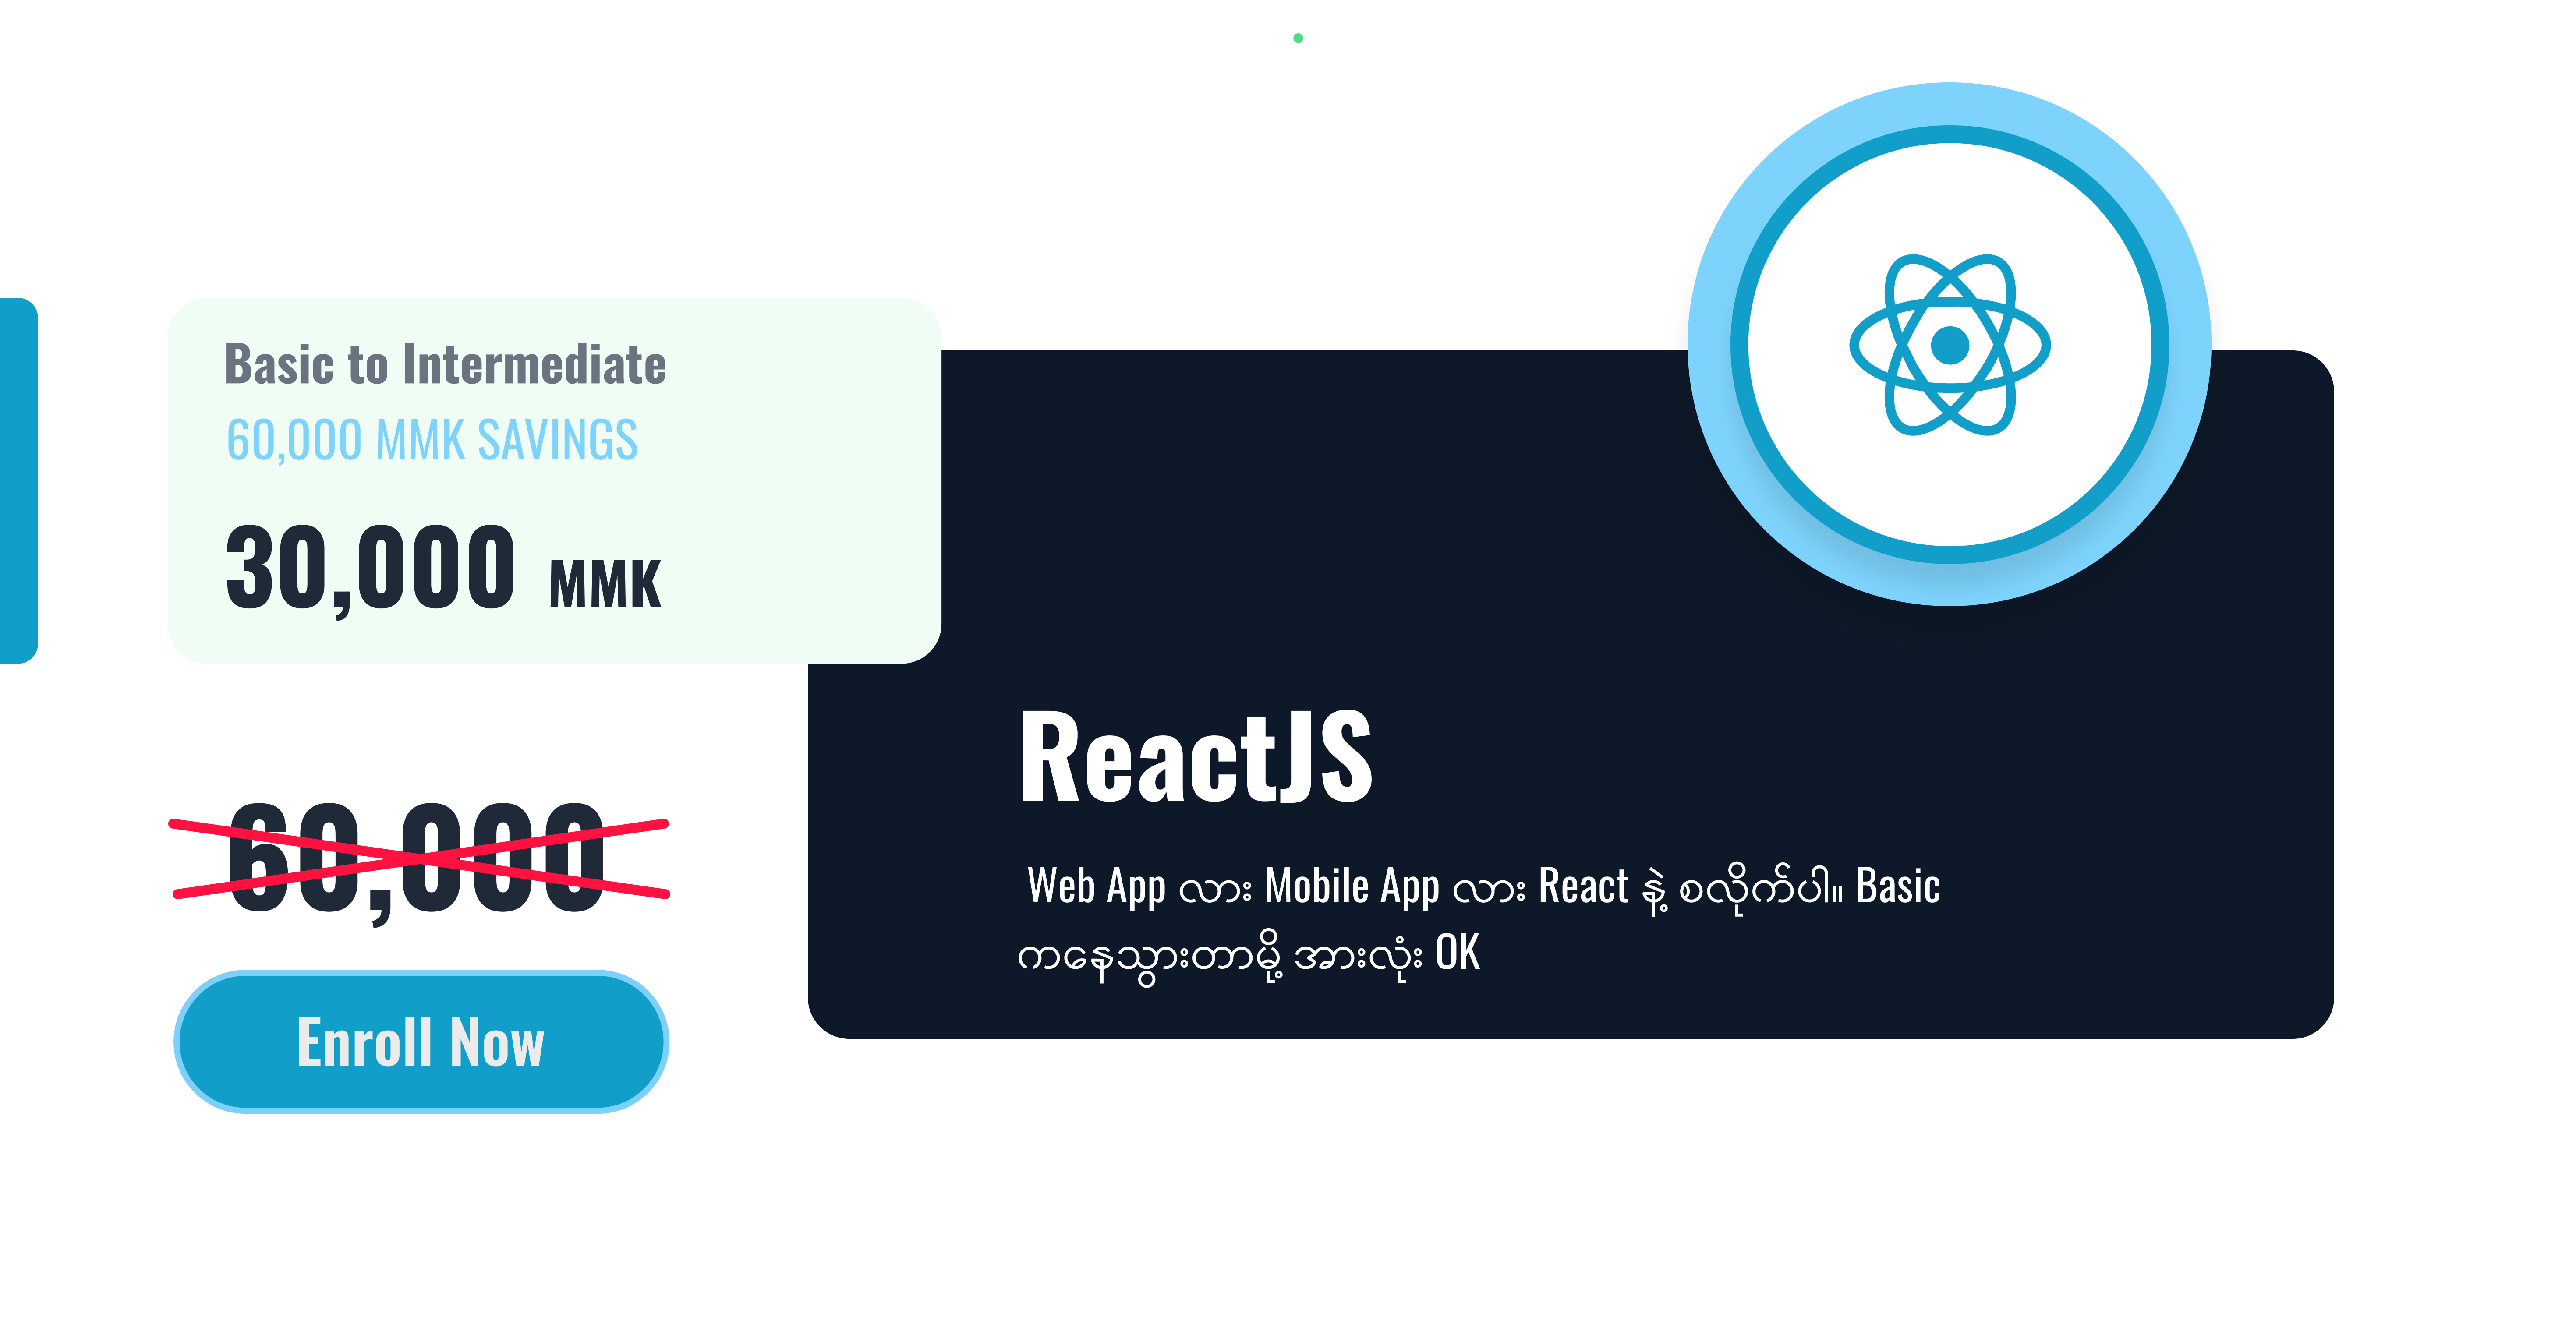 Basic to Intermediate
60,000 MMK SAVINGS
30,000 MMK
60,000
Enroll Now
ReactJS
Web App လား Mobile App လား React နဲ့ စလိုက်ပါ။ Basic
ကနေသွားတာမို့ အားလုံး OK